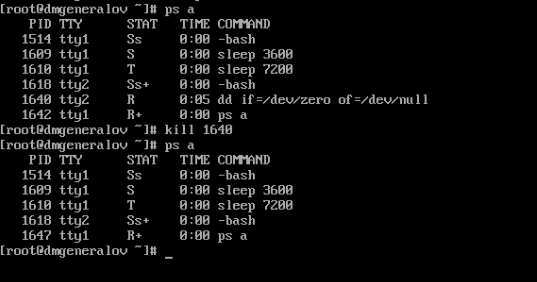 [root@dmgeneralov ~]# ps a
    PID TTY      STAT   TIME COMMAND
   1514 tty1     Ss     0:00 -bash
   1609 tty1     S      0:00 sleep 3600
   1610 tty1     T      0:00 sleep 7200
   1618 tty2     Ss+    0:00 -bash
   1640 tty2     R      0:05 dd if=/dev/zero of=/dev/null
   1642 tty1     R+     0:00 ps a
[root@dmgeneralov ~]# kill 1640
[root@dmgeneralov ~]# ps a
    PID TTY      STAT   TIME COMMAND
   1514 tty1     Ss     0:00 -bash
   1609 tty1     S      0:00 sleep 3600
   1610 tty1     T      0:00 sleep 7200
   1618 tty2     Ss+    0:00 -bash
   1647 tty1     R+     0:00 ps a
[root@dmgeneralov ~]# _